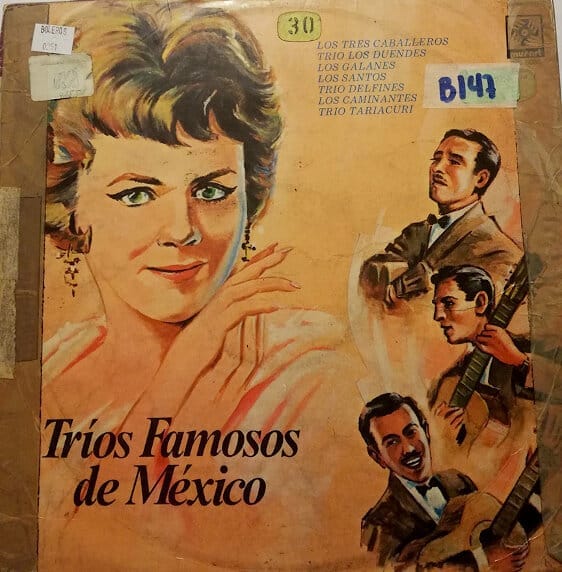 BOLEROS
0251
30
LOS TRES CABALLEROS
TRIO LOS DUENDES
LOS GALANES
LOS SANTOS
TRIO DELFINES
LOS CAMINANTES
TRIO TARIACURI
B147
Tríos Famosos
de México